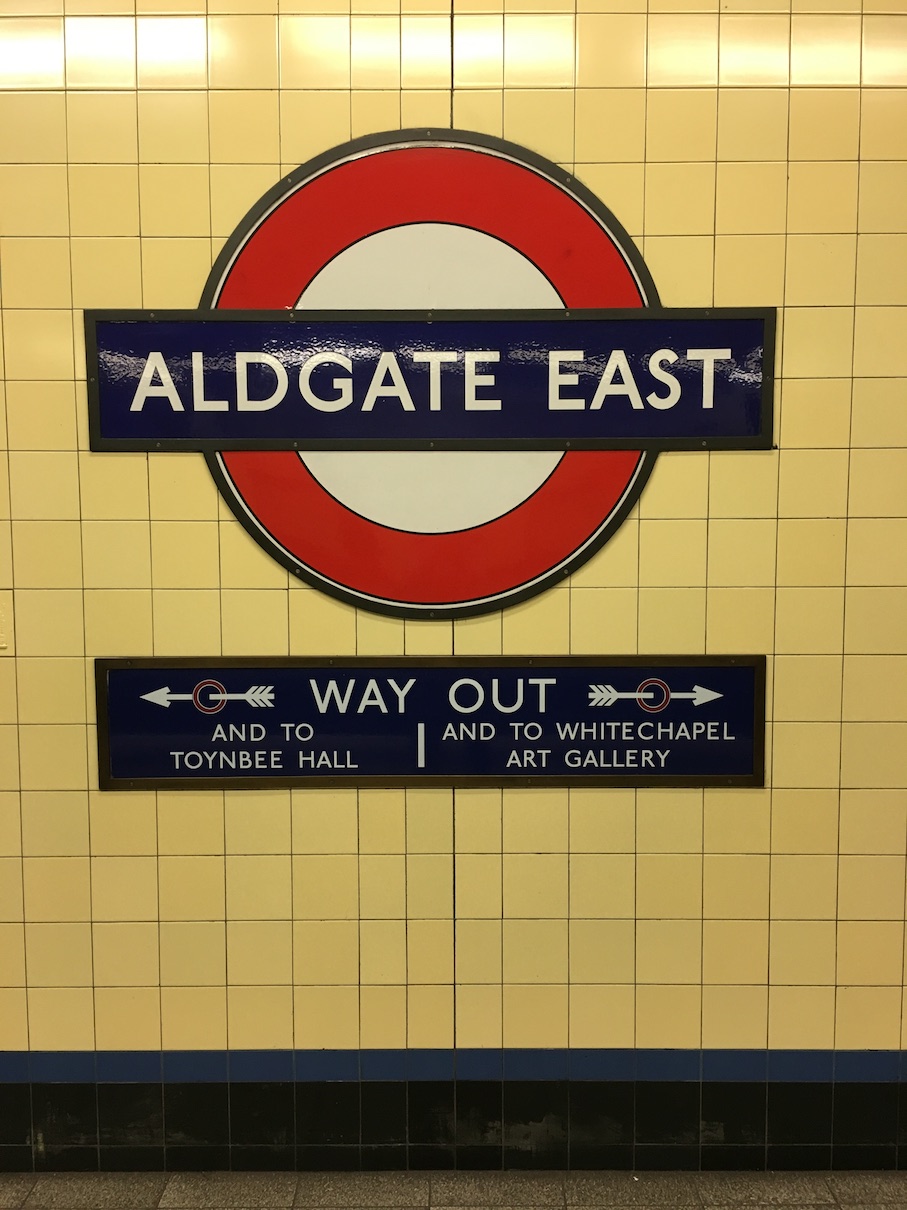 ALDGATE EAST
WAY OUT
AND TO
TOYNBEE HALL
AND TO WHITECHAPEL
ART GALLERY